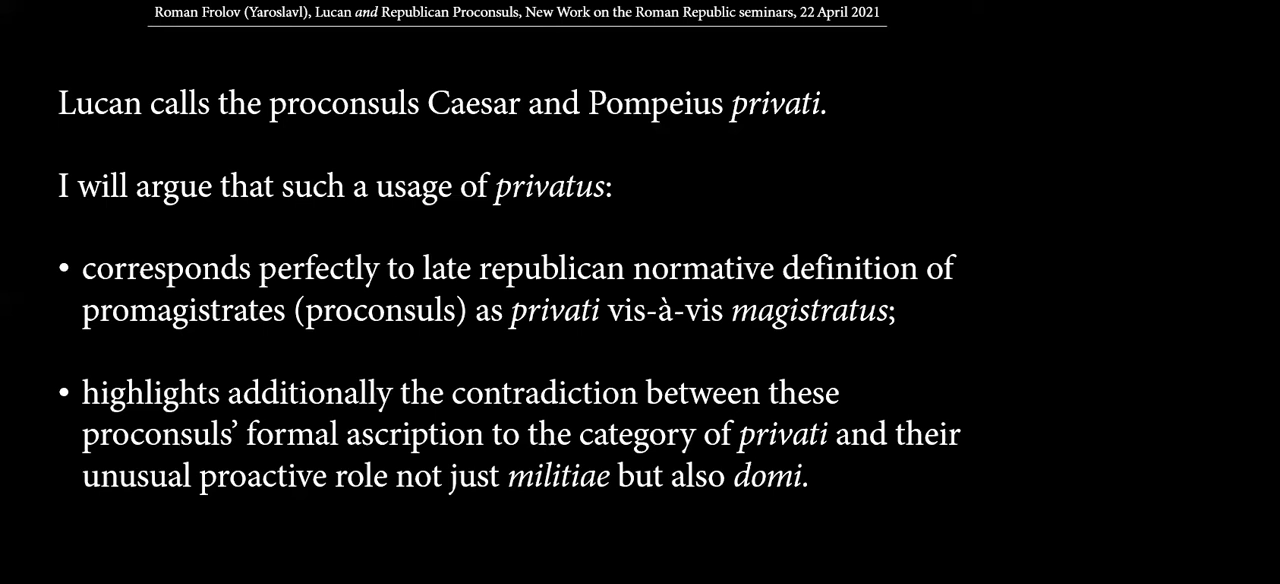 Roman Frolov (Yaroslavl), Lucan and Republican Proconsuls, New Work on the Roman Republic seminars, 22 April 2021
Lucan calls the proconsuls Caesar and Pompeius privati.
I will argue that such a usage of privatus:
• corresponds perfectly to late republican normative definition of
promagistrates (proconsuls) as privati vis-à-vis magistratus;
• highlights additionally the contradiction between these
proconsuls’ formal ascription to the category of privati and their
unusual proactive role not just militiae but also domi.